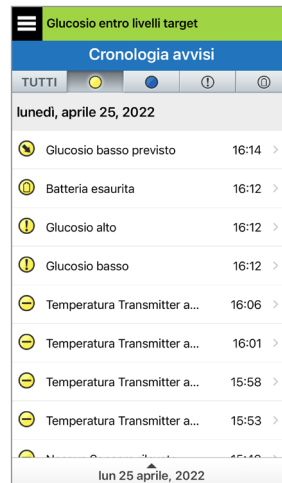 Glucosio entro livelli target
Cronologia avvisi
TUTTI
lunedì, aprile 25, 2022
Glucosio basso previsto 16:14
Batteria esaurita 16:12
Glucosio alto 16:12
Glucosio basso 16:12
Temperatura Transmitter a... 16:06
Temperatura Transmitter a... 16:01
Temperatura Transmitter a... 15:58
Temperatura Transmitter a... 15:53
lun 25 aprile, 2022